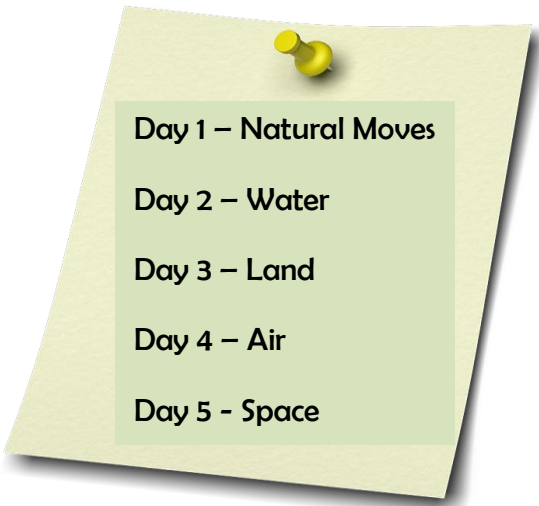 Day 1 – Natural Moves
Day 2 – Water
Day 3 – Land
Day 4 – Air
Day 5 - Space